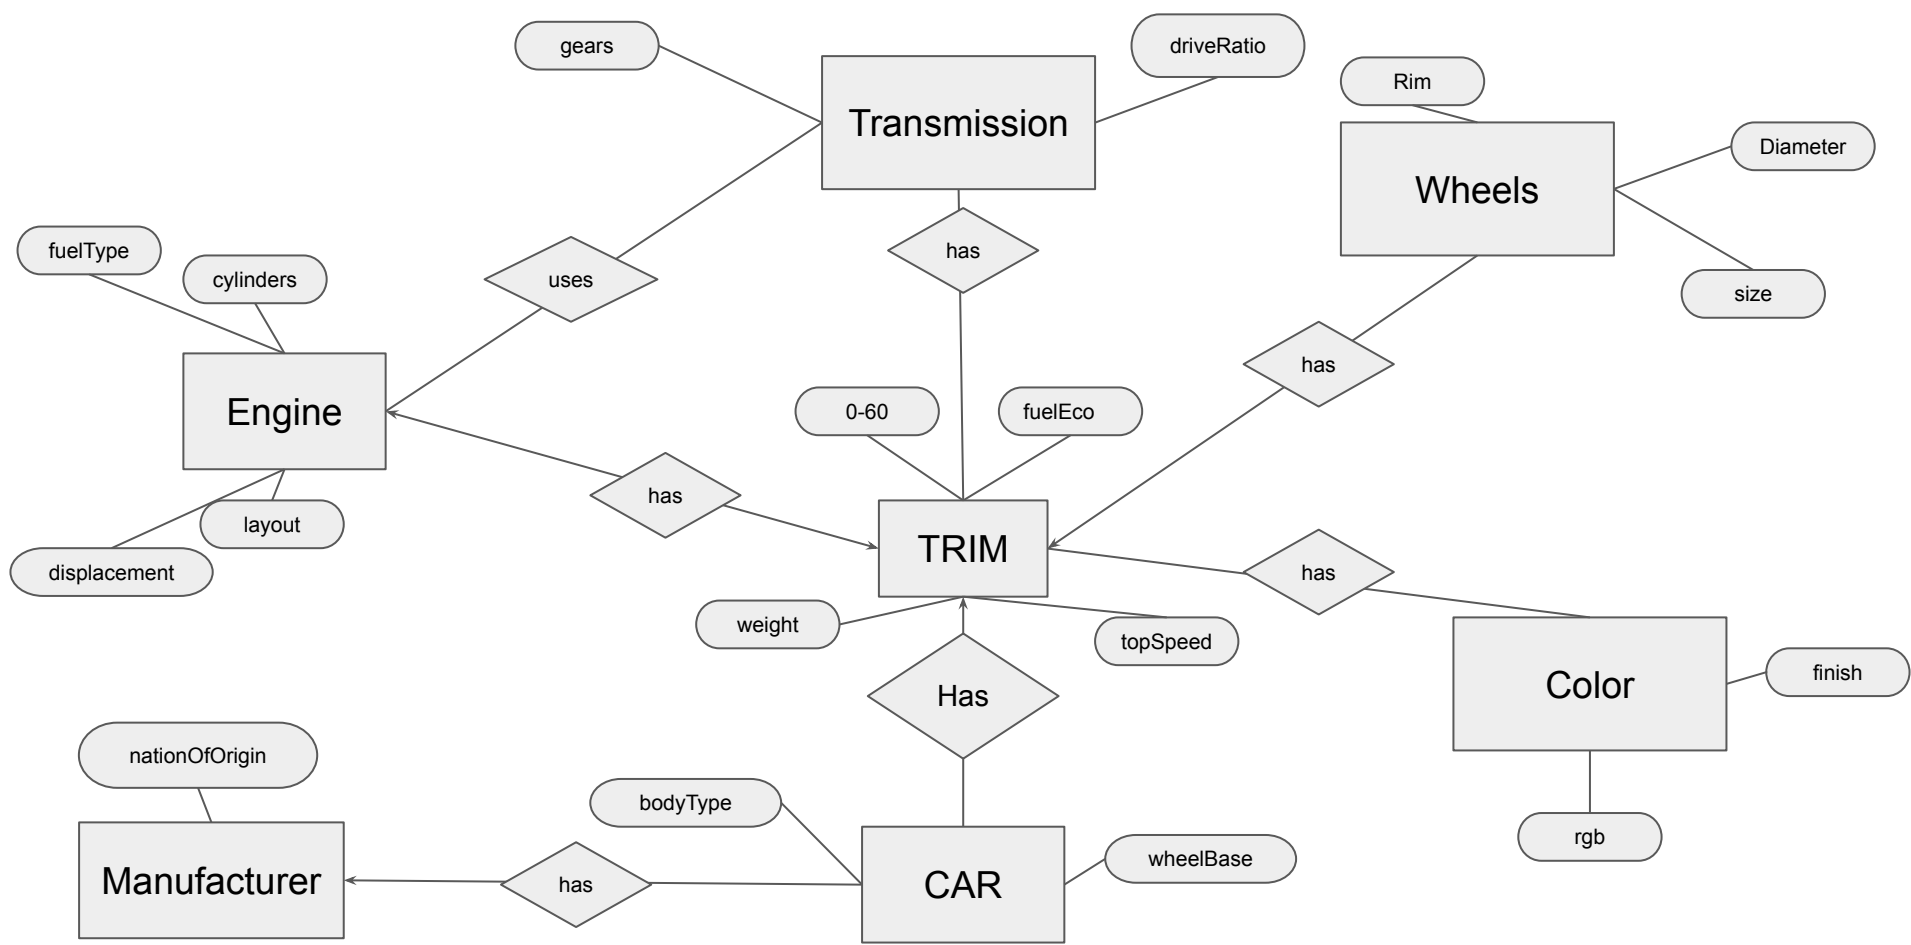 gears
driveRatio
Rim
Transmission
Diameter
Wheels
fuelType
cylinders
uses
has
size
has
0-60
fuelEco
Engine
has
layout
TRIM
displacement
has
weight
topSpeed
Has
Color
finish
nationOfOrigin
bodyType
rgb
wheelBase
Manufacturer
has
CAR